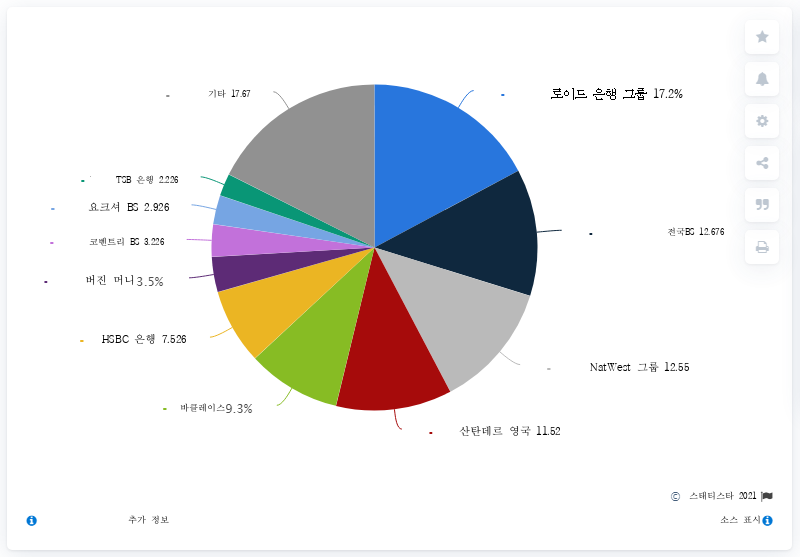 기타 17.67
로이드 은행 그룹 17.2%
TSB 은행 2.226
요크셔 BS 2.926
전국BS 12.676
코벤트리 BS 3.226
버진 머니3.5%
HSBC 은행 7.526
NatWest 그룹 12.55
바클레이스9.3%
산탄데르 영국 11.52
© 스태티스타 2021
추가 정보
소스 표시